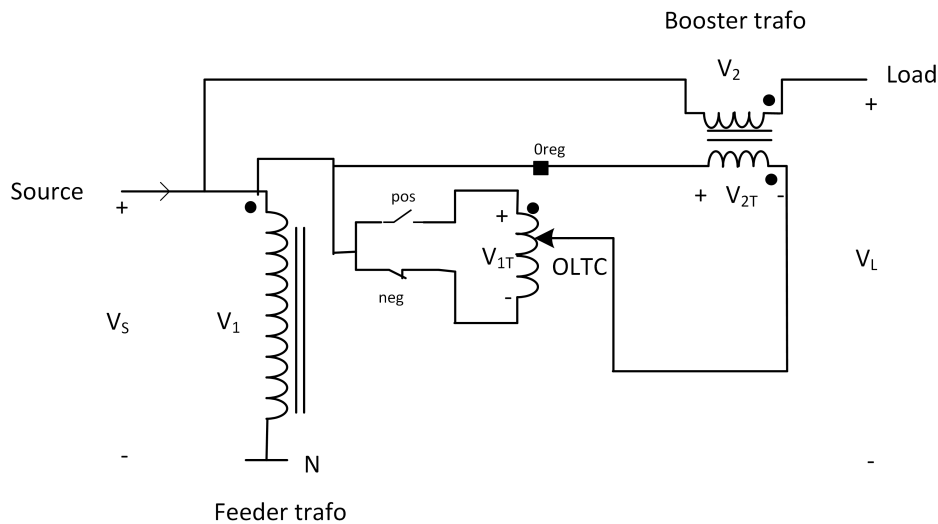 Booster trafo
V2
Load
+
0reg
Source
+
pos
+
+ V2T -
V1T
OLTC
VL
neg
-
VS
V1
-
N
-
Feeder trafo